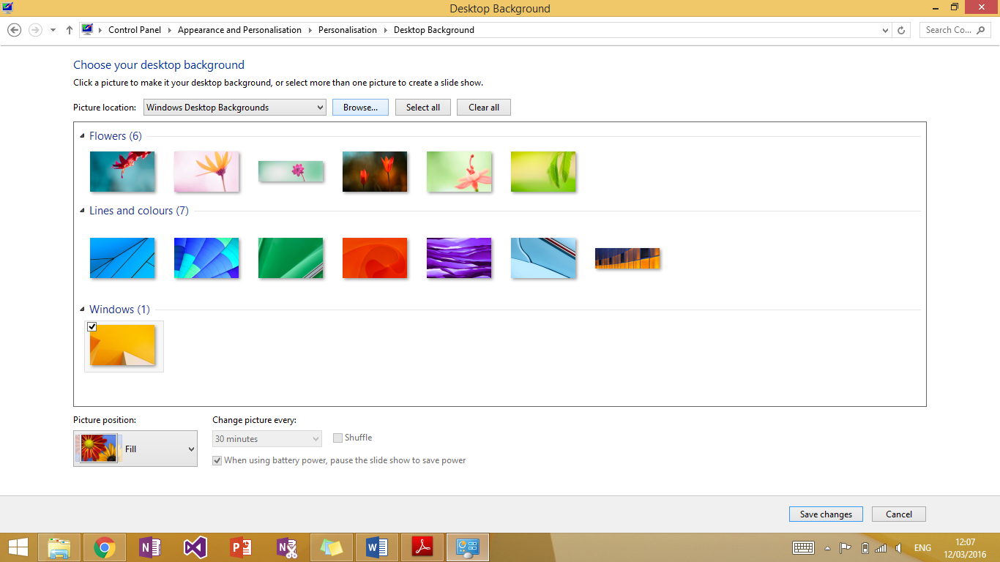 Desktop Background
Control Panel Appearance and Personalisation Personalisation Desktop Background
Search Co...
Choose your desktop background
Click a picture to make it your desktop background, or select more than one picture to create a slide show.
Picture location: Windows Desktop Backgrounds Browse... Select all Clear all
Flowers (6)
Lines and colours (7)
Windows (1)
Picture position: Change picture every:
Fill 30 minutes Shuffle
When using battery power, pause the slide show to save power
Save changes Cancel
N P N W ENG 12:07
12/03/2016